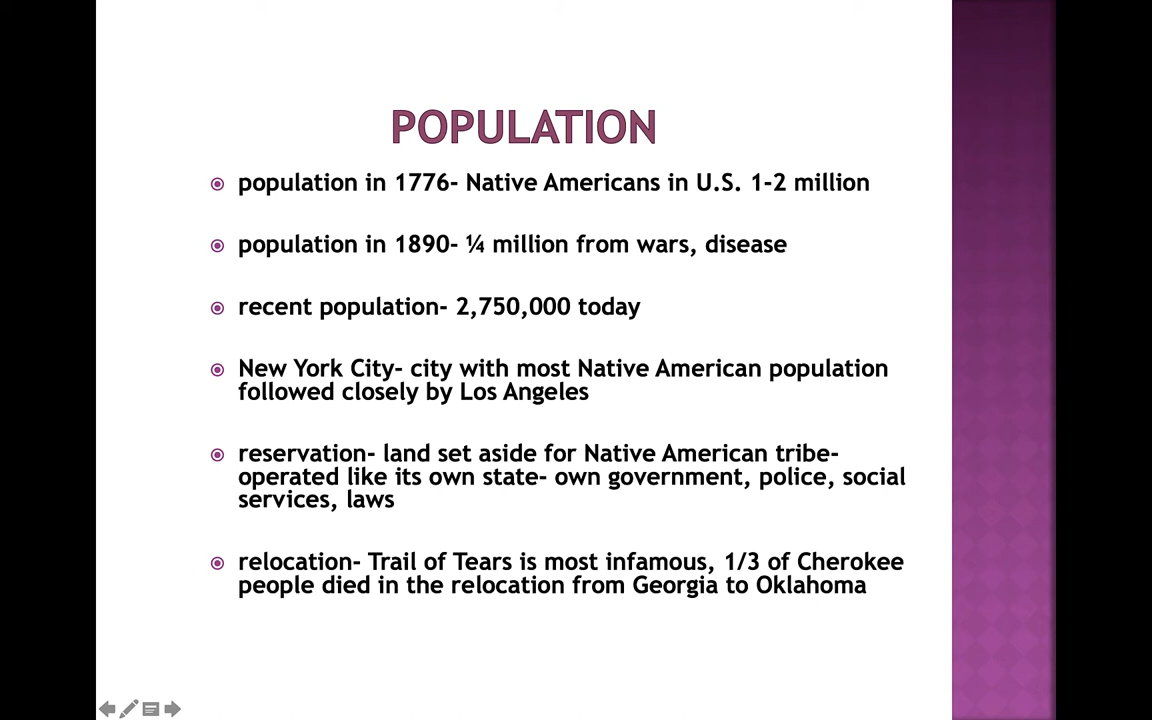 POPULATION
population in 1776- Native Americans in U.S. 1-2 million
population in 1890- ¼ million from wars, disease
recent population- 2,750,000 today
New York City- city with most Native American population
followed closely by Los Angeles
reservation- land set aside for Native American tribe-
operated like its own state- own government, police, social
services, laws
relocation- Trail of Tears is most infamous, 1/3 of Cherokee
people died in the relocation from Georgia to Oklahoma